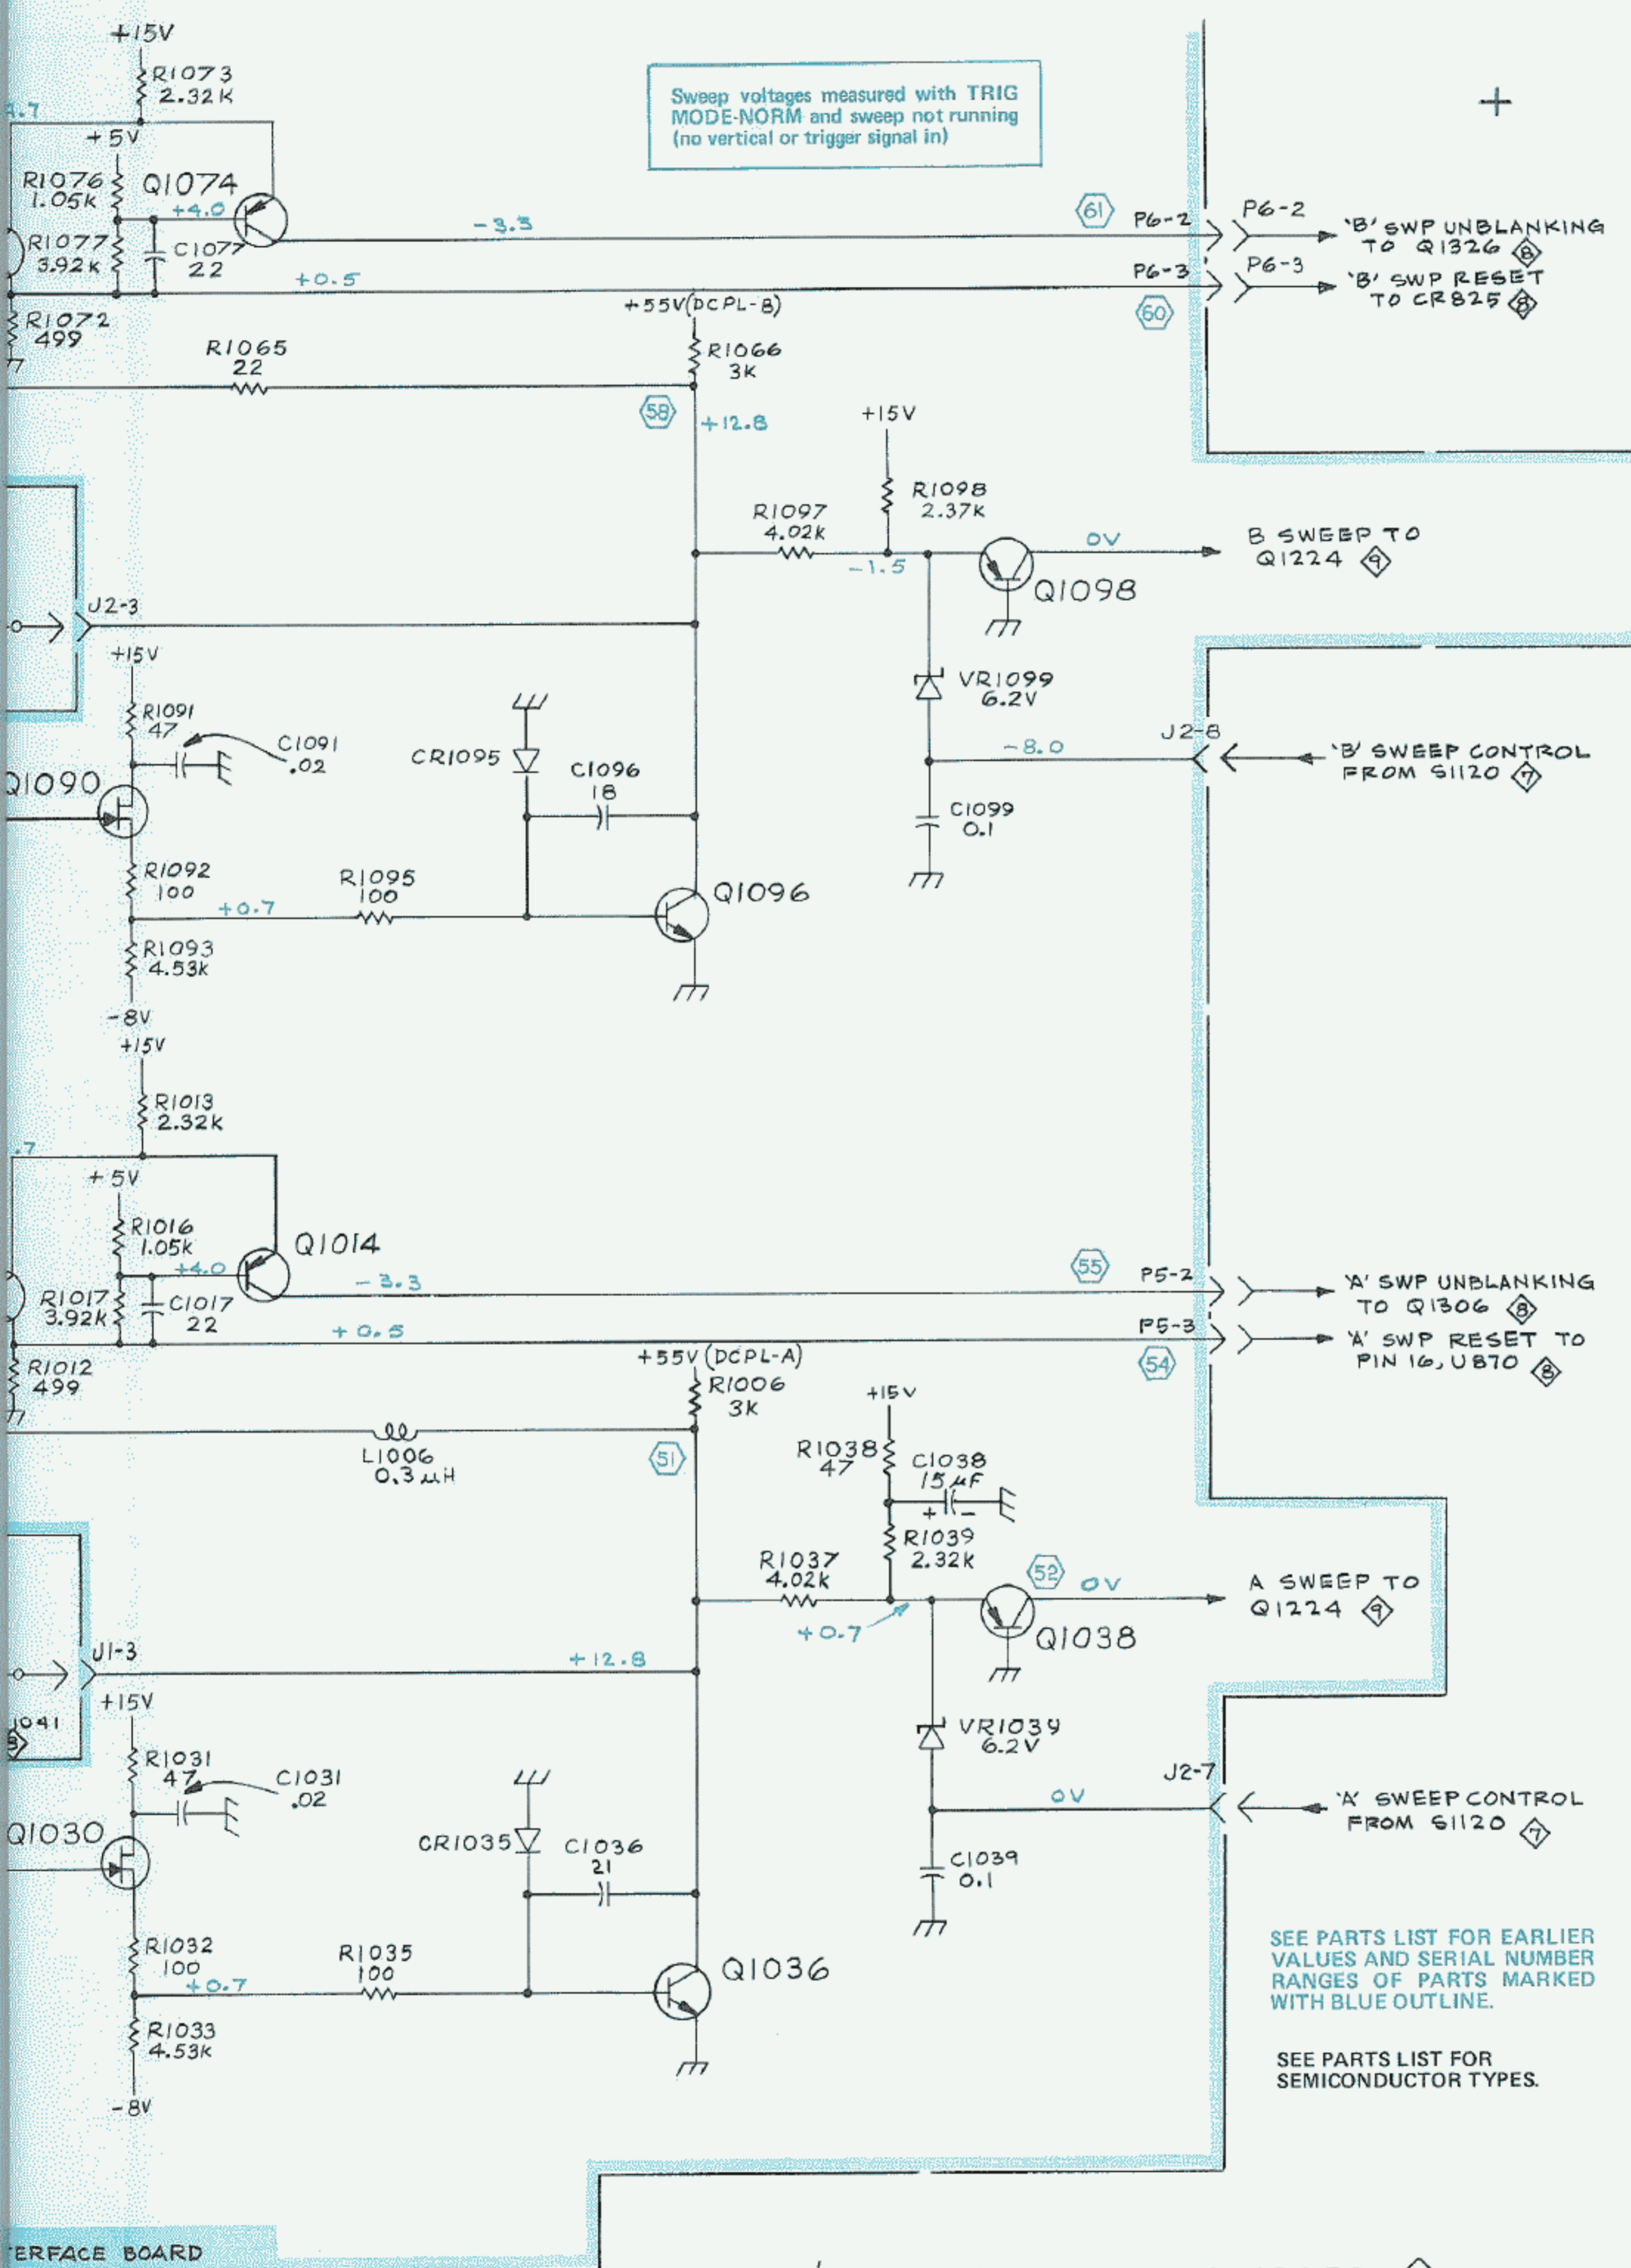 +15V
R1073
2.32K
4.7
+5V
Sweep voltages measured with TRIG
MODE-NORM and sweep not running
(no vertical or trigger signal in)
R1076
1.05K
Q1074
+4.0
-3.3
61
P6-2
P6-2
'B' SWP UNBLANKING
TO Q1326 8
R1077
3.92K
C1077
22
+0.5
P6-3
P6-3
'B' SWP RESET
TO CR825 8
60
R1072
499
+55V(DCPL-B)
R1065
22
R1066
3K
58
+12.8
+15V
R1098
2.37K
R1097
4.02K
-1.5
0V
Q1098
B SWEEP TO
Q1224 9
J2-3
+15V
R1091
47
C1091
.02
VR1099
6.2V
J2-8
-8.0
'B' SWEEP CONTROL
FROM S1120 7
CR1095
C1096
18
Q1090
C1099
0.1
R1092
100
+0.7
R1095
100
Q1096
R1093
4.53K
-8V
+15V
R1013
2.32K
.7
+5V
R1016
1.05K
Q1014
+4.0
-3.3
55
P5-2
'A' SWP UNBLANKING
TO Q1306 8
R1017
3.92K
C1017
22
+0.5
P5-3
'A' SWP RESET TO
PIN 16, U870 8
54
R1012
499
+55V(DCPL-A)
R1006
3K
L1006
0.3µH
51
+15V
R1038
47
C1038
15µF
+ -
R1039
2.32K
R1037
4.02K
+0.7
52
0V
Q1038
A SWEEP TO
Q1224 9
J1-3
+12.8
+15V
1041
R1031
47
C1031
.02
VR1039
6.2V
J2-7
0V
'A' SWEEP CONTROL
FROM S1120 7
Q1030
CR1035
C1036
21
C1039
0.1
R1032
100
+0.7
R1035
100
Q1036
R1033
4.53K
-8V
SEE PARTS LIST FOR EARLIER
VALUES AND SERIAL NUMBER
RANGES OF PARTS MARKED
WITH BLUE OUTLINE.
SEE PARTS LIST FOR
SEMICONDUCTOR TYPES.
ERFACE BOARD